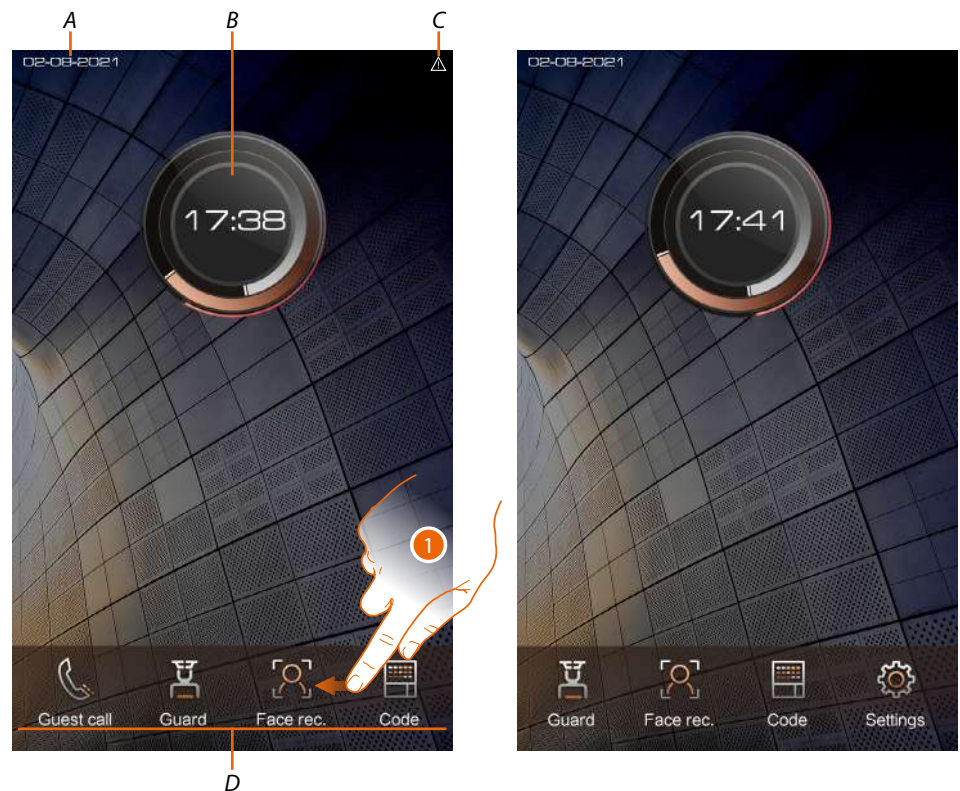 A B C
02-08-2021
17:38
1
Guest call Guard Face rec. Code
D
02-08-2021
17:41
Guard Face rec. Code Settings